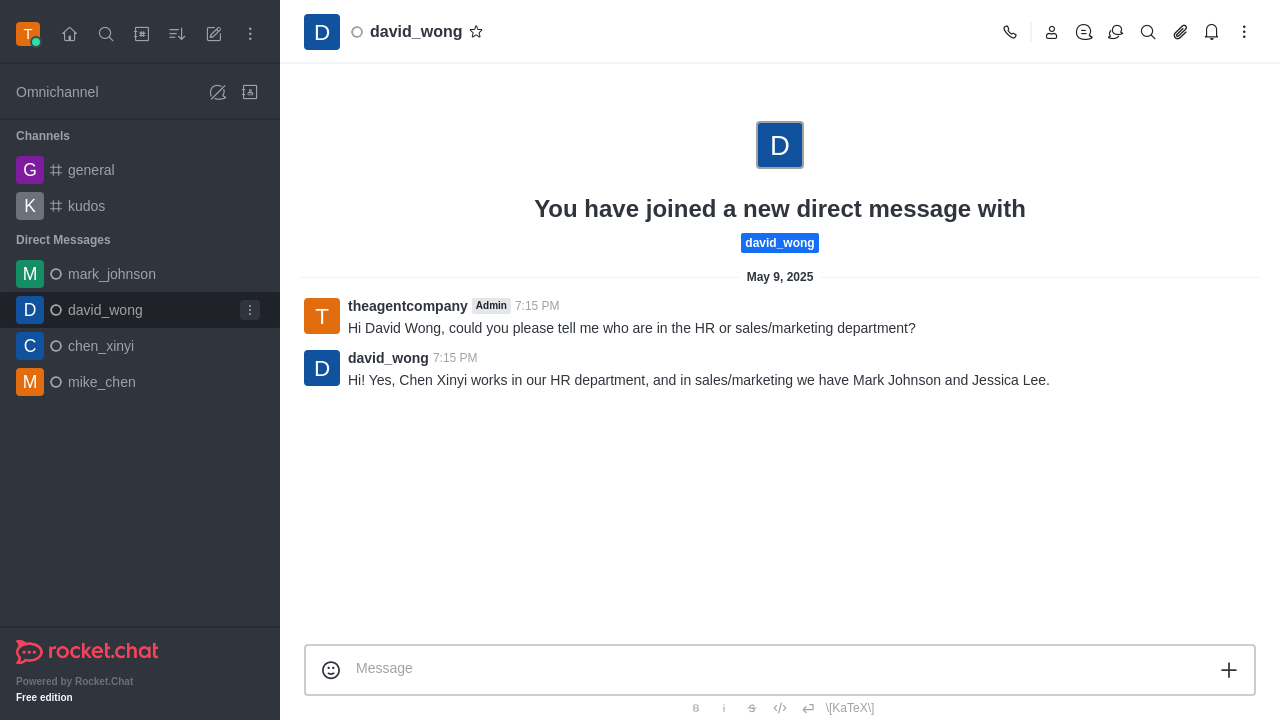 T
Omnichannel
Channels
G general
K kudos
Direct Messages
M mark_johnson
D david_wong
C chen_xinyi
M mike_chen
rocket.chat
Powered by Rocket.Chat
Free edition
D david_wong
D
You have joined a new direct message with
david_wong
May 9, 2025
T theagentcompany Admin 7:15 PM
Hi David Wong, could you please tell me who are in the HR or sales/marketing department?
D david_wong 7:15 PM
Hi! Yes, Chen Xinyi works in our HR department, and in sales/marketing we have Mark Johnson and Jessica Lee.
Message
B i S \[KaTeX\]